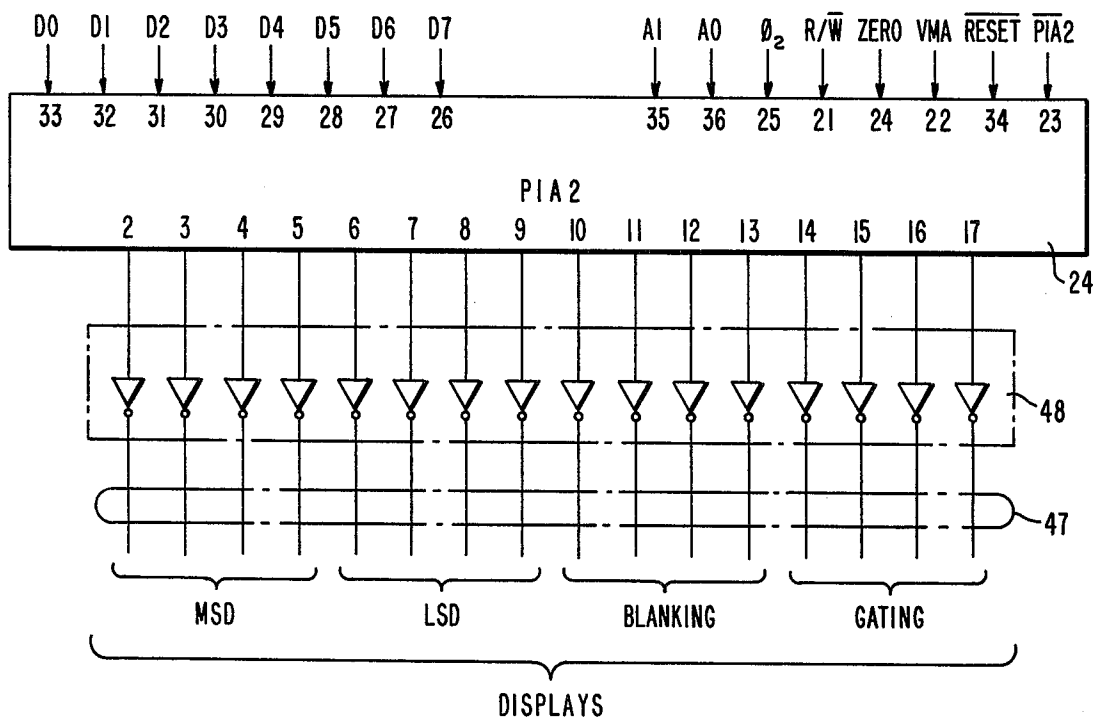 D0 D1 D2 D3 D4 D5 D6 D7 A1 A0 Ø₂ R/W̅ ZERO VMA R̅E̅S̅E̅T̅ P̅I̅A̅2
33 32 31 30 29 28 27 26 35 36 25 21 24 22 34 23
PIA2
2 3 4 5 6 7 8 9 10 11 12 13 14 15 16 17
24
48
47
MSD LSD BLANKING GATING
DISPLAYS